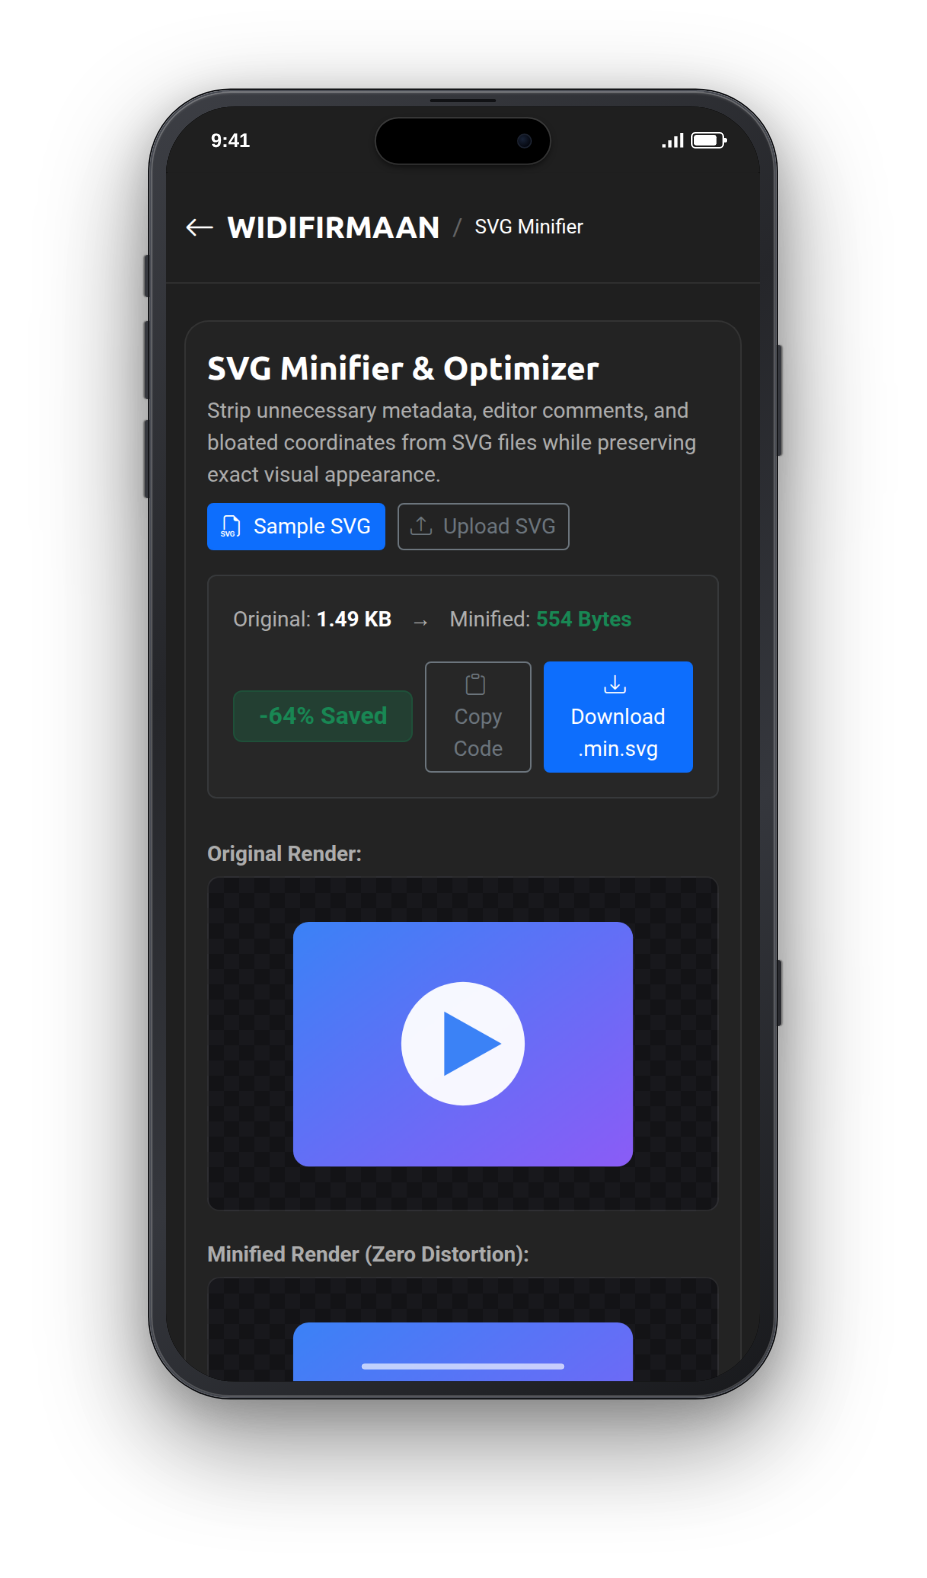 9:41
WIDIFIRMAAN / SVG Minifier
SVG Minifier & Optimizer
Strip unnecessary metadata, editor comments, and
bloated coordinates from SVG files while preserving
exact visual appearance.
SVG Sample SVG Upload SVG
Original: 1.49 KB → Minified: 554 Bytes
-64% Saved
Copy
Code
Download
.min.svg
Original Render:
Minified Render (Zero Distortion):